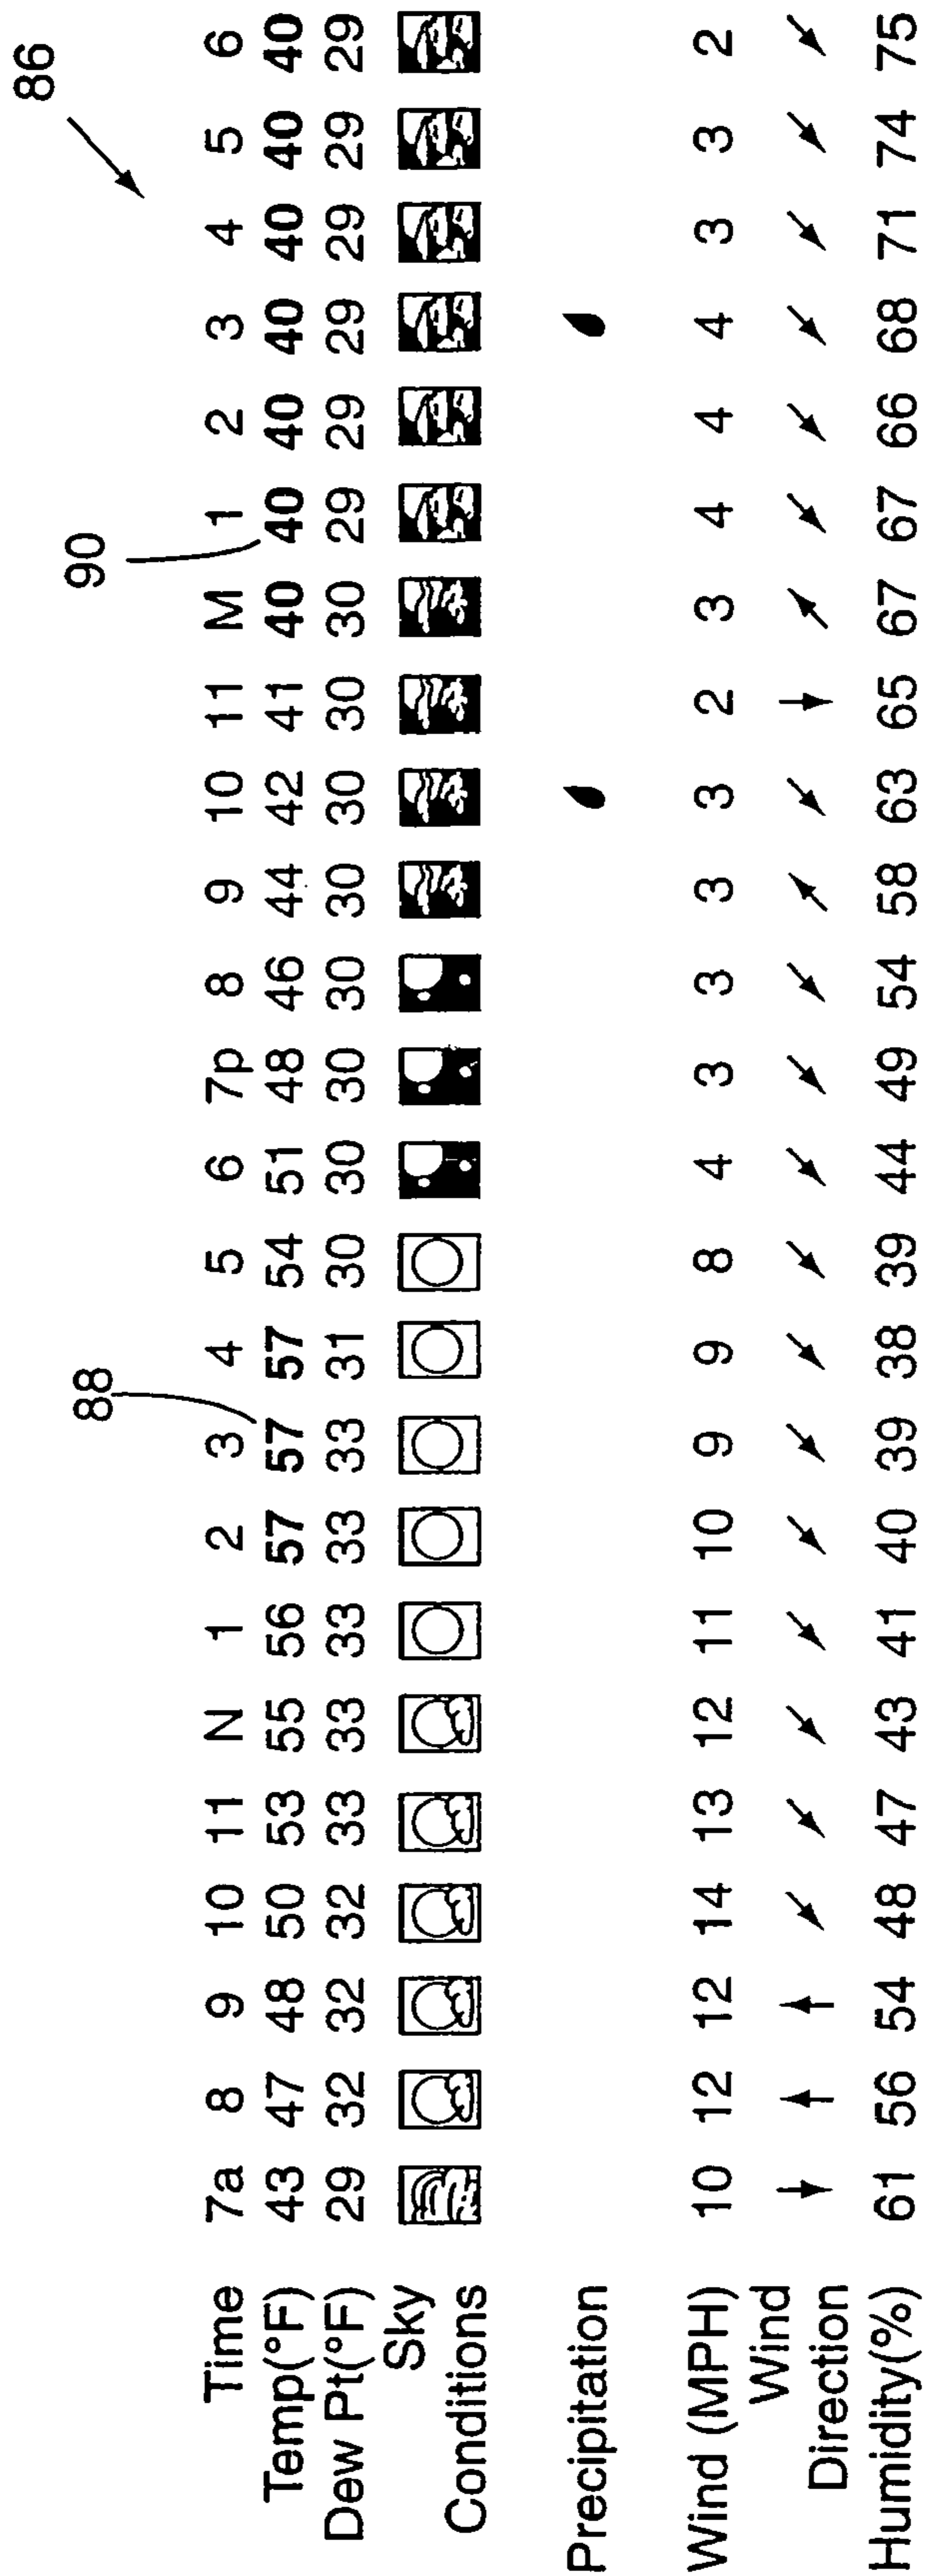 86
88 90
Time 7a 8 9 10 11 N 1 2 3 4 5 6 7p 8 9 10 11 M 1 2 3 4 5 6
Temp(°F) 43 47 48 50 53 55 56 57 57 57 54 51 48 46 44 42 41 40 40 40 40 40 40 40
Dew Pt(°F) 29 32 32 32 33 33 33 33 33 31 30 30 30 30 30 30 30 30 29 29 29 29 29 29
Sky
Conditions
Precipitation
Wind (MPH) 10 12 12 14 13 12 11 10 9 9 8 4 3 3 3 3 2 3 4 4 4 3 3 2
Wind
Direction
Humidity(%) 61 56 54 48 47 43 41 40 39 38 39 44 49 54 58 63 65 67 67 66 68 71 74 75